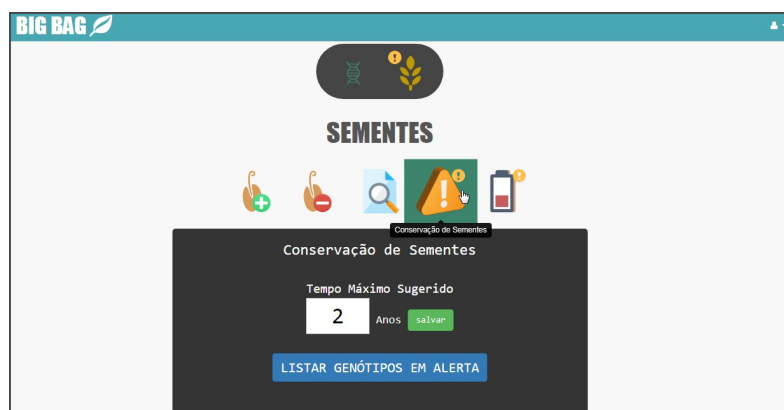 BIG BAG
SEMENTES
Conservação de Sementes
Conservação de Sementes
Tempo Máximo Sugerido
2 Anos salvar
LISTAR GENÓTIPOS EM ALERTA